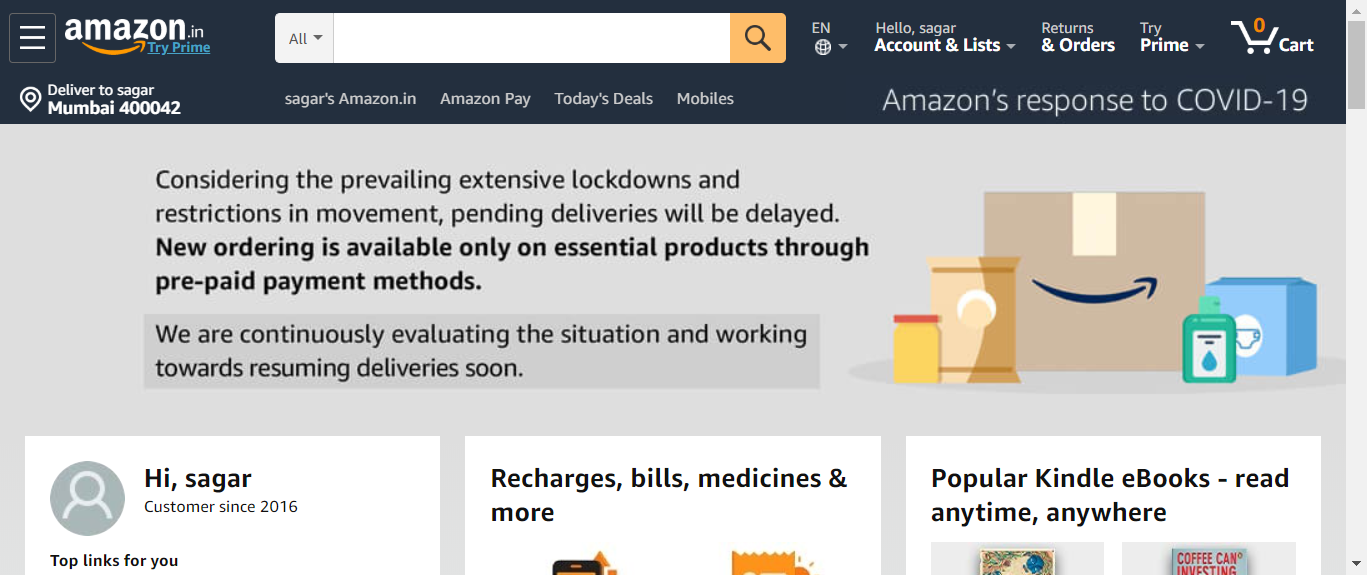 amazon.in
Try Prime
All
EN
Hello, sagar
Account & Lists
Returns
& Orders
Try
Prime
0
Cart
Deliver to sagar
Mumbai 400042
sagar's Amazon.in
Amazon Pay
Today's Deals
Mobiles
Amazon's response to COVID-19
Considering the prevailing extensive lockdowns and
restrictions in movement, pending deliveries will be delayed.
New ordering is available only on essential products through
pre-paid payment methods.
We are continuously evaluating the situation and working
towards resuming deliveries soon.
Hi, sagar
Customer since 2016
Top links for you
Recharges, bills, medicines &
more
Popular Kindle eBooks - read
anytime, anywhere
COFFEE CAN
INVESTING